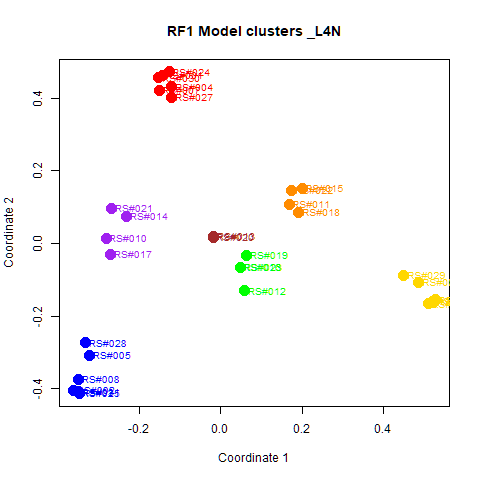 RF1 Model clusters _L4N
RS#024
RS#004
RS#027
RS#015
RS#011
RS#018
RS#021
RS#014
RS#010
RS#017
RS#019
RS#012
RS#029
RS#028
RS#005
RS#008
0.4
0.2
0.0
-0.2
-0.4
Coordinate 2
-0.2 0.0 0.2 0.4
Coordinate 1